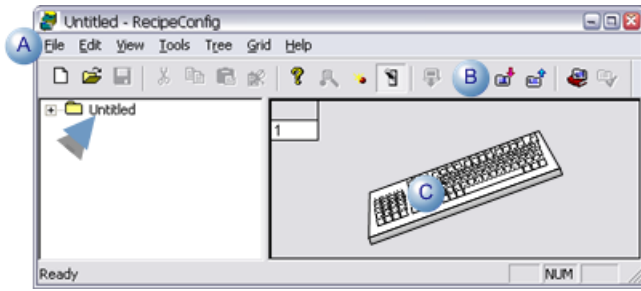 Untitled - RecipeConfig
A
File Edit View Tools Tree Grid Help
B
Untitled
1
C
Ready
NUM